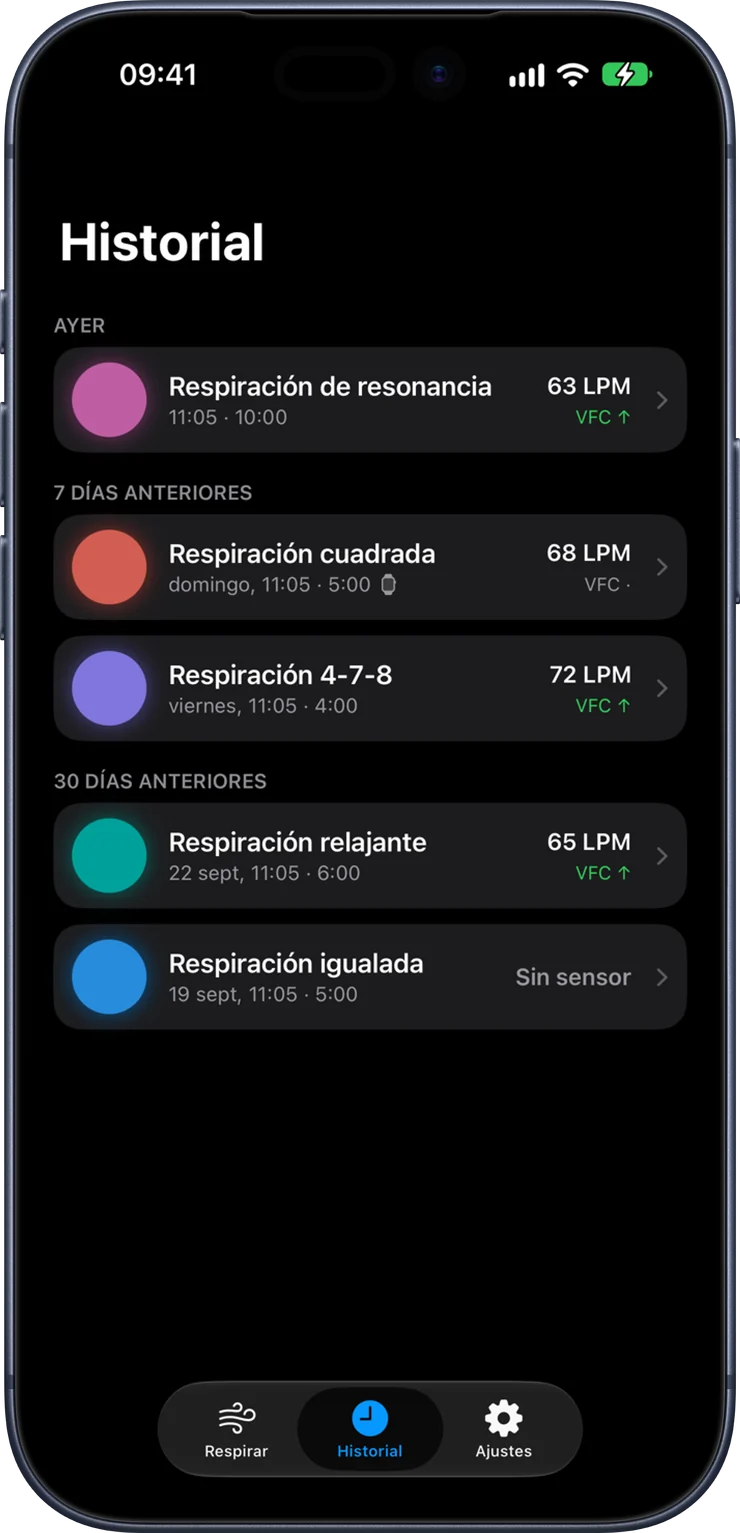 09:41
Historial
AYER
Respiración de resonancia
63 LPM
11:05 · 10:00
VFC ↑
7 DÍAS ANTERIORES
Respiración cuadrada
68 LPM
domingo, 11:05 · 5:00
VFC ·
Respiración 4-7-8
72 LPM
viernes, 11:05 · 4:00
VFC ↑
30 DÍAS ANTERIORES
Respiración relajante
65 LPM
22 sept, 11:05 · 6:00
VFC ↑
Respiración igualada
Sin sensor
19 sept, 11:05 · 5:00
Respirar
Historial
Ajustes